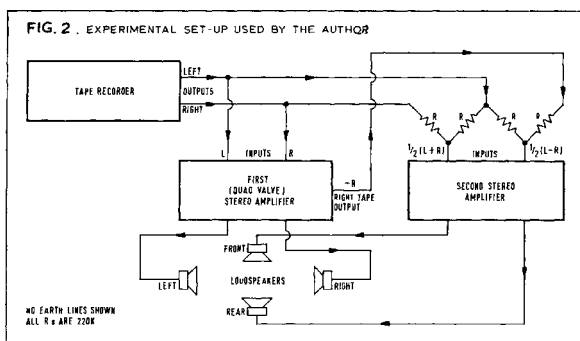 FIG. 2. EXPERIMENTAL SET-UP USED BY THE AUTHOR
TAPE RECORDER
LEFT
OUTPUTS
RIGHT
R R R R
½(L+R) ½(L-R)
L INPUTS R
INPUTS
FIRST
(QUAD VALVE)
STEREO AMPLIFIER
-R
RIGHT TAPE
OUTPUT
SECOND STEREO
AMPLIFIER
FRONT
LEFT
LOUDSPEAKERS
RIGHT
REAR
NO EARTH LINES SHOWN
ALL R s ARE 220K